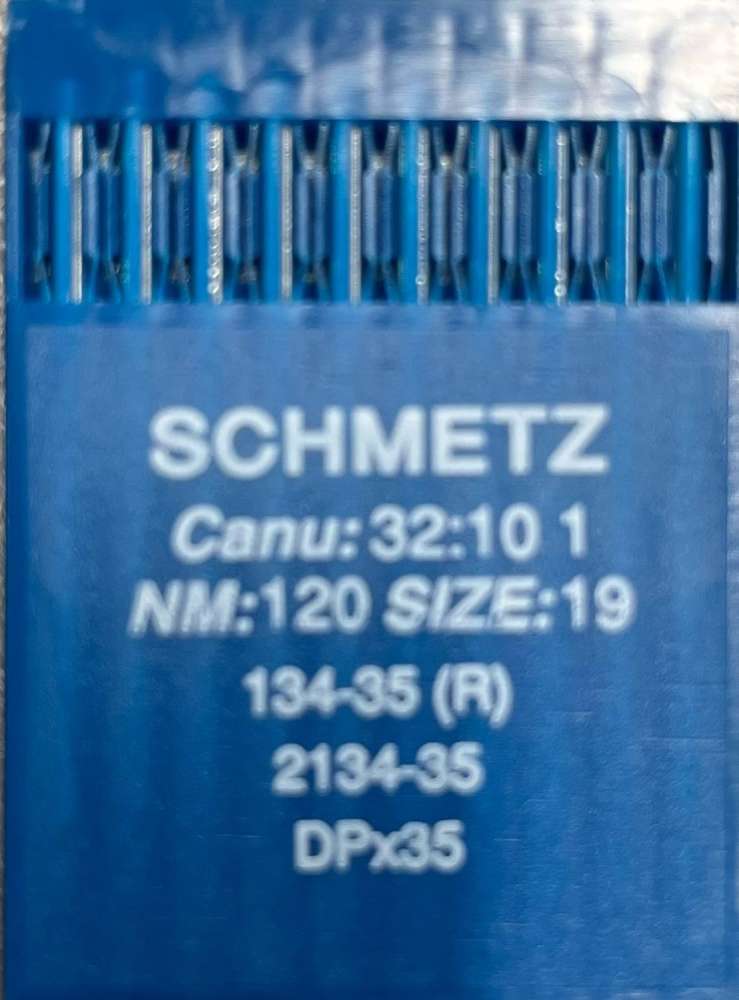 SCHMETZ
Canu: 32:10 1
NM:120 SIZE:19
134-35 (R)
2134-35
DPx35